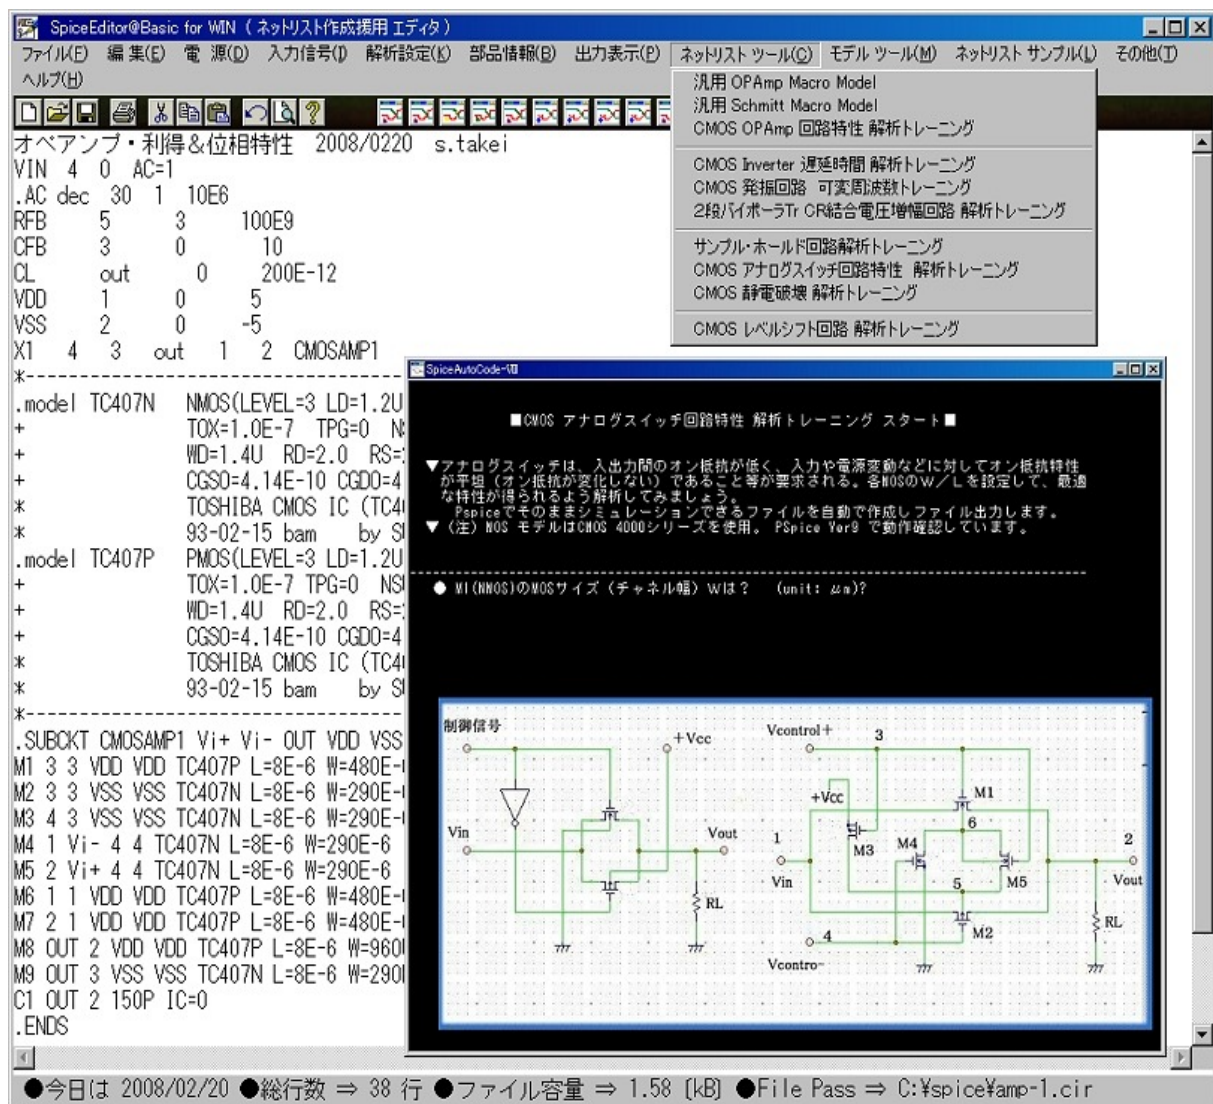 SpiceEditor@Basic for WIN （ネットリスト作成援用 エディタ）
ファイル(F) 編 集(E) 電 源(D) 入力信号(I) 解析設定(K) 部品情報(B) 出力表示(P) ネットリスト ツール(C) モデル ツール(M) ネットリスト サンプル(L) その他(T)
ヘルプ(H)
汎用 OPAmp Macro Model
汎用 Schmitt Macro Model
CMOS OPAmp 回路特性 解析トレーニング
CMOS Inverter 遅延時間 解析トレーニング
CMOS 発振回路 可変周波数トレーニング
2段バイポーラTr CR結合電圧増幅回路 解析トレーニング
サンプル・ホールド回路解析トレーニング
CMOS アナログスイッチ回路特性 解析トレーニング
CMOS 静電破壊 解析トレーニング
CMOS レベルシフト回路 解析トレーニング
オペアンプ・利得＆位相特性 2008/0220 s.takei
VIN 4 0 AC=1
.AC dec 30 1 10E6
RFB 5 3 100E9
CFB 3 0 10
CL out 0 200E-12
VDD 1 0 5
VSS 2 0 -5
X1 4 3 out 1 2 CMOSAMP1
*----------------------------------------
.model TC407N NMOS(LEVEL=3 LD=1.2U
+ TOX=1.0E-7 TPG=0
+ WD=1.4U RD=2.0 RS=
+ CGSO=4.14E-10 CGDO=4
* TOSHIBA CMOS IC (TC4
* 93-02-15 bam by
.model TC407P PMOS(LEVEL=3 LD=1.2U
+ TOX=1.0E-7 TPG=0
+ WD=1.4U RD=2.0 RS=
+ CGSO=4.14E-10 CGDO=4
* TOSHIBA CMOS IC (TC4
* 93-02-15 bam by
*----------------------------------------
.SUBCKT CMOSAMP1 Vi+ Vi- OUT VDD VSS
M1 3 3 VDD VDD TC407P L=8E-6 W=480E-
M2 3 3 VSS VSS TC407N L=8E-6 W=290E-
M3 4 3 VSS VSS TC407N L=8E-6 W=290E-
M4 1 Vi- 4 4 TC407N L=8E-6 W=290E-6
M5 2 Vi+ 4 4 TC407N L=8E-6 W=290E-6
M6 1 1 VDD VDD TC407P L=8E-6 W=480E-
M7 2 1 VDD VDD TC407P L=8E-6 W=480E-
M8 OUT 2 VDD VDD TC407P L=8E-6 W=960
M9 OUT 3 VSS VSS TC407N L=8E-6 W=290
C1 OUT 2 150P IC=0
.ENDS
SpiceAutoCode-VII
■CMOS アナログスイッチ回路特性 解析トレーニング スタート■
▼アナログスイッチは、入出力間のオン抵抗が低く、入力や電源変動などに対してオン抵抗特性
が平坦（オン抵抗が変化しない）であること等が要求される。各MOSのＷ／Ｌを設定して、最適
な特性が得られるよう解析してみましょう。
Pspiceでそのままシミュレーションできるファイルを自動で作成しファイル出力します。
▼（注）MOS モデルはCMOS 4000シリーズを使用。 PSpice Ver9 で動作確認しています。
----------------------------------------
● M1(NMOS)のMOSサイズ（チャネル幅）Ｗは？ (unit: μm)?
制御信号
+Vcc
Vin
Vout
RL
Vcontrol+
3
+Vcc
M1
6
1
M3
M4
2
Vin
5
M5
Vout
M2
RL
4
Vcontro-
●今日は 2008/02/20 ●総行数 ⇒ 38 行 ●ファイル容量 ⇒ 1.58 [kB] ●File Pass ⇒ C:¥spice¥amp-1.cir